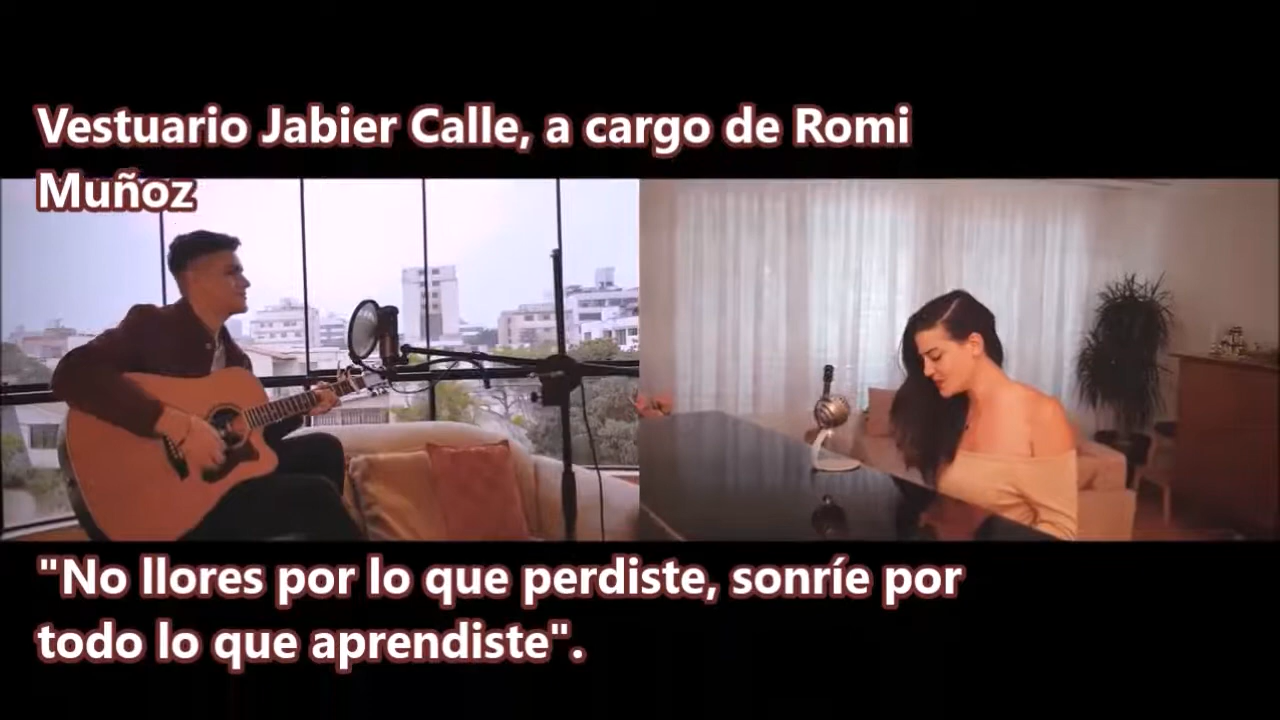 Vestuario Jabier Calle, a cargo de Romi
Muñoz
"No llores por lo que perdiste, sonríe por
todo lo que aprendiste".